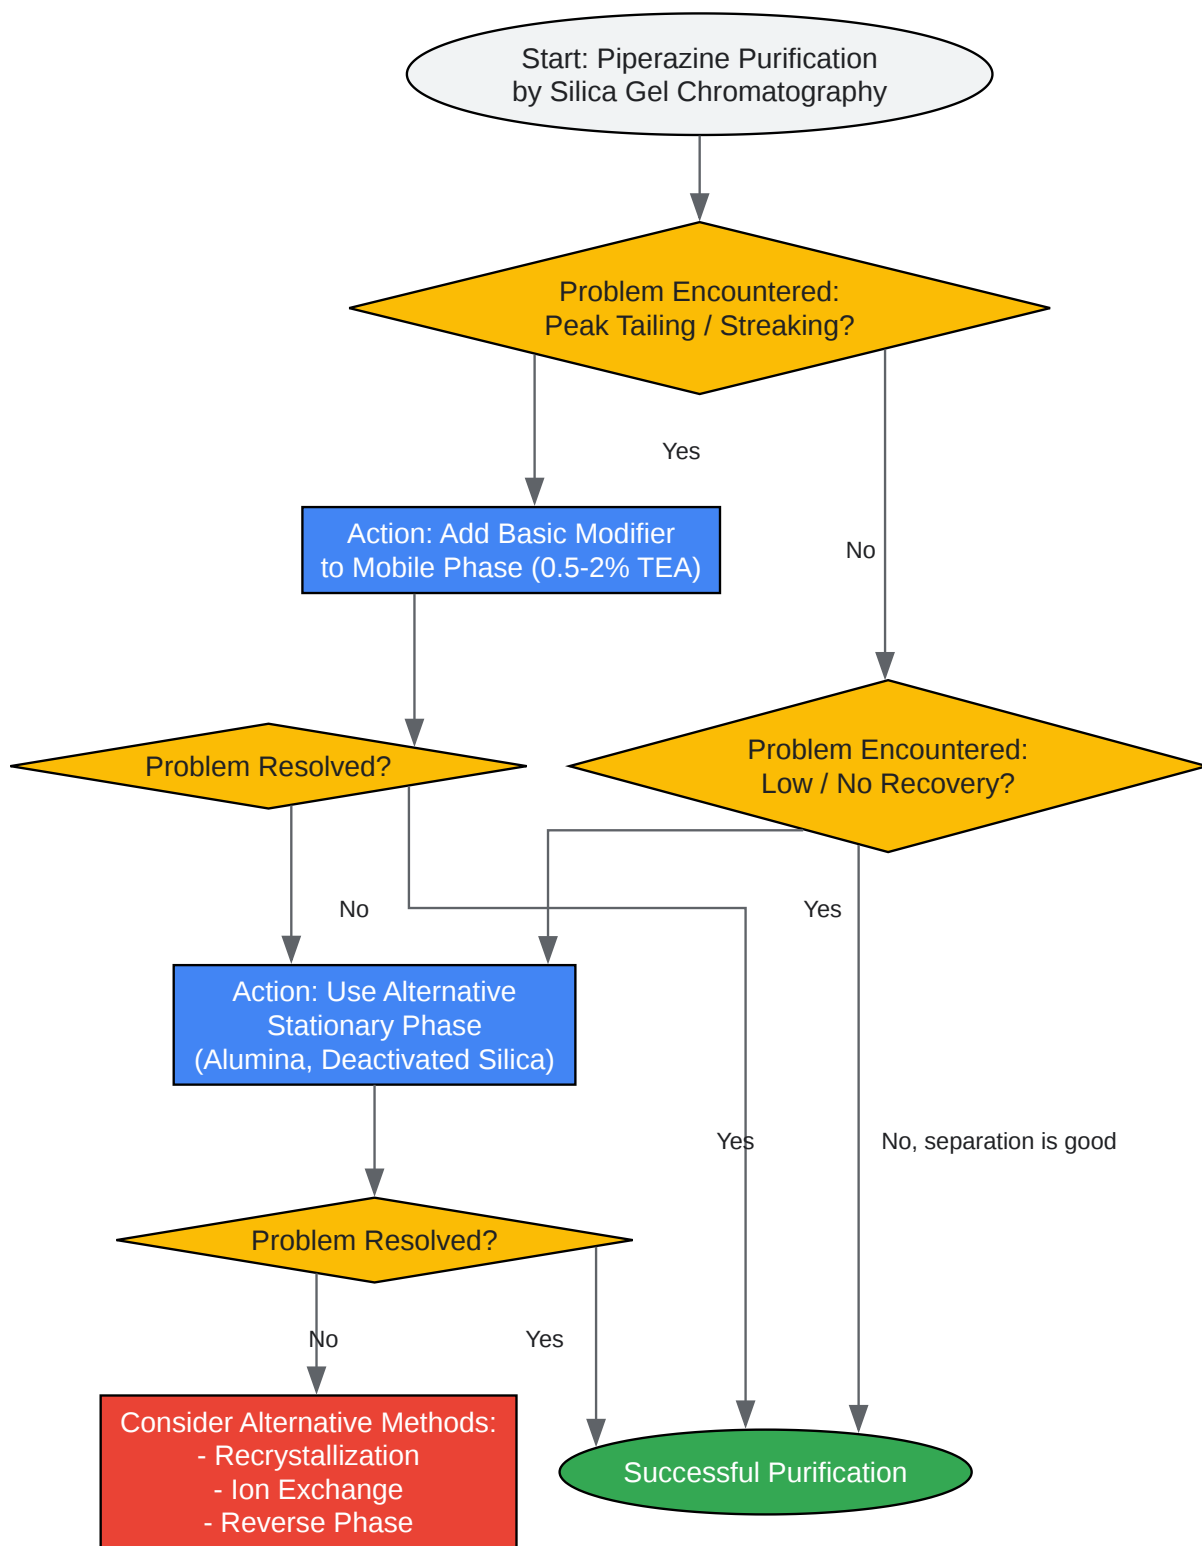 Start: Piperazine Purification
by Silica Gel Chromatography
Problem Encountered:
Peak Tailing / Streaking?
Yes
Action: Add Basic Modifier
to Mobile Phase (0.5-2% TEA)
No
Problem Resolved?
Problem Encountered:
Low / No Recovery?
No
Yes
Action: Use Alternative
Stationary Phase
(Alumina, Deactivated Silica)
Yes
No, separation is good
Problem Resolved?
No
Yes
Consider Alternative Methods:
- Recrystallization
- Ion Exchange
- Reverse Phase
Successful Purification